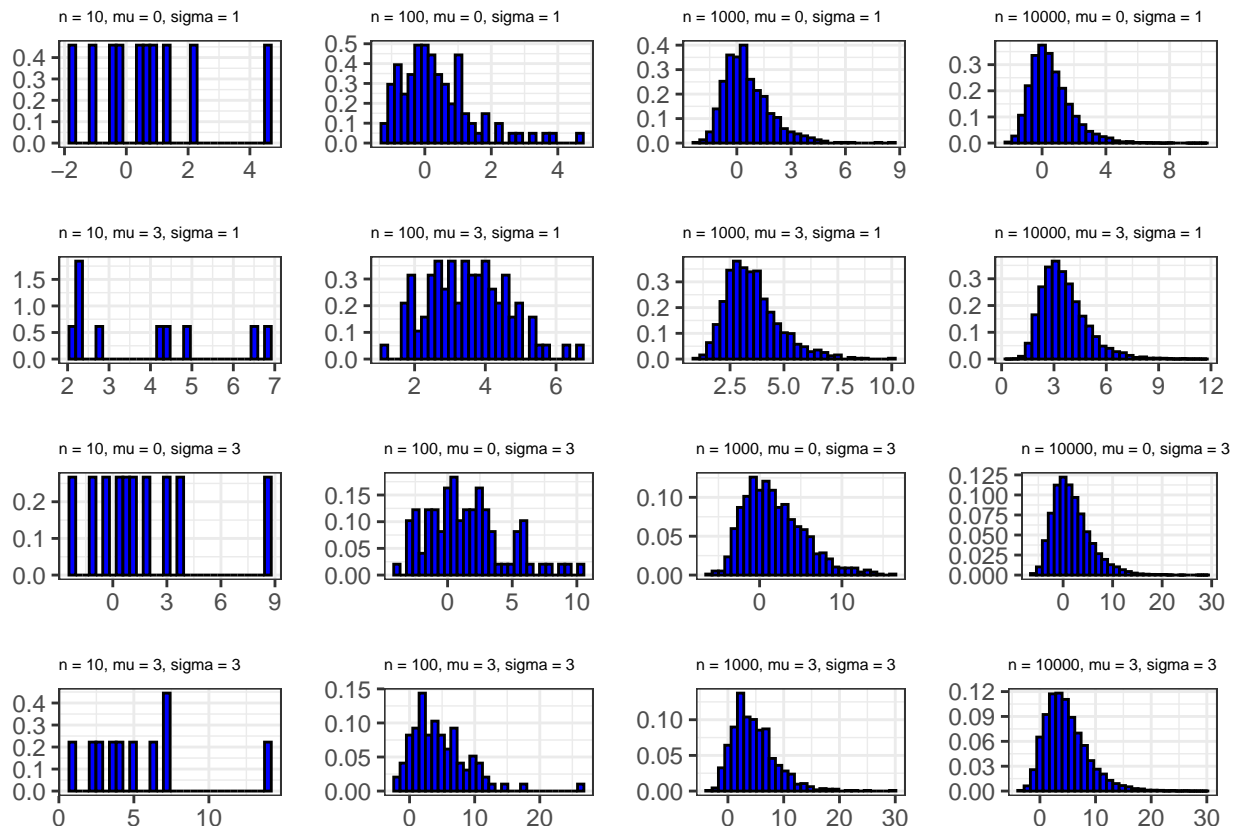 n = 10, mu = 0, sigma = 1
n = 100, mu = 0, sigma = 1
n = 1000, mu = 0, sigma = 1
n = 10000, mu = 0, sigma = 1
0.4
0.3
0.2
0.1
0.0
−2 0 2 4
0.5
0.4
0.3
0.2
0.1
0.0
0 2 4
0.4
0.3
0.2
0.1
0.0
0 3 6 9
0.3
0.2
0.1
0.0
0 4 8
n = 10, mu = 3, sigma = 1
n = 100, mu = 3, sigma = 1
n = 1000, mu = 3, sigma = 1
n = 10000, mu = 3, sigma = 1
1.5
1.0
0.5
0.0
2 3 4 5 6 7
0.3
0.2
0.1
0.0
2 4 6
0.3
0.2
0.1
0.0
2.5 5.0 7.5 10.0
0.3
0.2
0.1
0.0
0 3 6 9 12
n = 10, mu = 0, sigma = 3
n = 100, mu = 0, sigma = 3
n = 1000, mu = 0, sigma = 3
n = 10000, mu = 0, sigma = 3
0.2
0.1
0.0
0 3 6 9
0.15
0.10
0.05
0.00
0 5 10
0.10
0.05
0.00
0 10
0.125
0.100
0.075
0.050
0.025
0.000
0 10 20 30
n = 10, mu = 3, sigma = 3
n = 100, mu = 3, sigma = 3
n = 1000, mu = 3, sigma = 3
n = 10000, mu = 3, sigma = 3
0.4
0.3
0.2
0.1
0.0
0 5 10
0.15
0.10
0.05
0.00
0 10 20
0.10
0.05
0.00
0 10 20 30
0.12
0.09
0.06
0.03
0.00
0 10 20 30